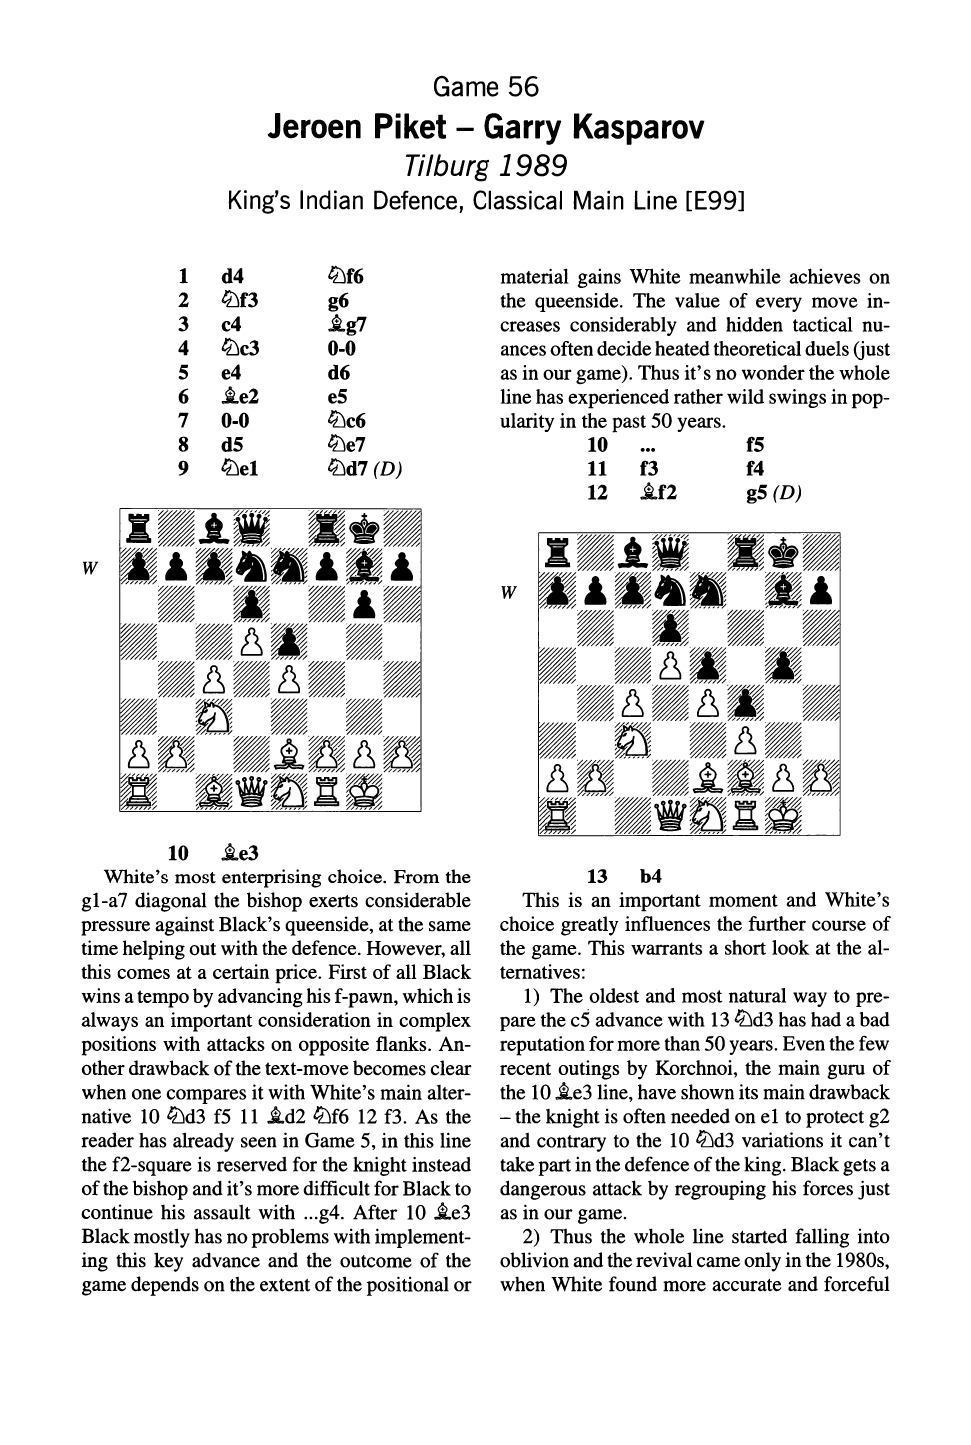 Game 56
Jeroen Piket – Garry Kasparov
Tilburg 1989
King's Indian Defence, Classical Main Line [E99]
1 d4 ♘f6
2 ♘f3 g6
3 c4 ♗g7
4 ♘c3 0-0
5 e4 d6
6 ♗e2 e5
7 0-0 ♘c6
8 d5 ♘e7
9 ♘e1 ♘d7 (D)
W
10 ♗e3
White's most enterprising choice. From the
g1-a7 diagonal the bishop exerts considerable
pressure against Black's queenside, at the same
time helping out with the defence. However, all
this comes at a certain price. First of all Black
wins a tempo by advancing his f-pawn, which is
always an important consideration in complex
positions with attacks on opposite flanks. An-
other drawback of the text-move becomes clear
when one compares it with White's main alter-
native 10 ♘d3 f5 11 ♗d2 ♘f6 12 f3. As the
reader has already seen in Game 5, in this line
the f2-square is reserved for the knight instead
of the bishop and it's more difficult for Black to
continue his assault with ...g4. After 10 ♗e3
Black mostly has no problems with implement-
ing this key advance and the outcome of the
game depends on the extent of the positional or
material gains White meanwhile achieves on
the queenside. The value of every move in-
creases considerably and hidden tactical nu-
ances often decide heated theoretical duels (just
as in our game). Thus it's no wonder the whole
line has experienced rather wild swings in pop-
ularity in the past 50 years.
10 ... f5
11 f3 f4
12 ♗f2 g5 (D)
W
13 b4
This is an important moment and White's
choice greatly influences the further course of
the game. This warrants a short look at the al-
ternatives:
1) The oldest and most natural way to pre-
pare the c5 advance with 13 ♘d3 has had a bad
reputation for more than 50 years. Even the few
recent outings by Korchnoi, the main guru of
the 10 ♗e3 line, have shown its main drawback
– the knight is often needed on e1 to protect g2
and contrary to the 10 ♘d3 variations it can't
take part in the defence of the king. Black gets a
dangerous attack by regrouping his forces just
as in our game.
2) Thus the whole line started falling into
oblivion and the revival came only in the 1980s,
when White found more accurate and forceful